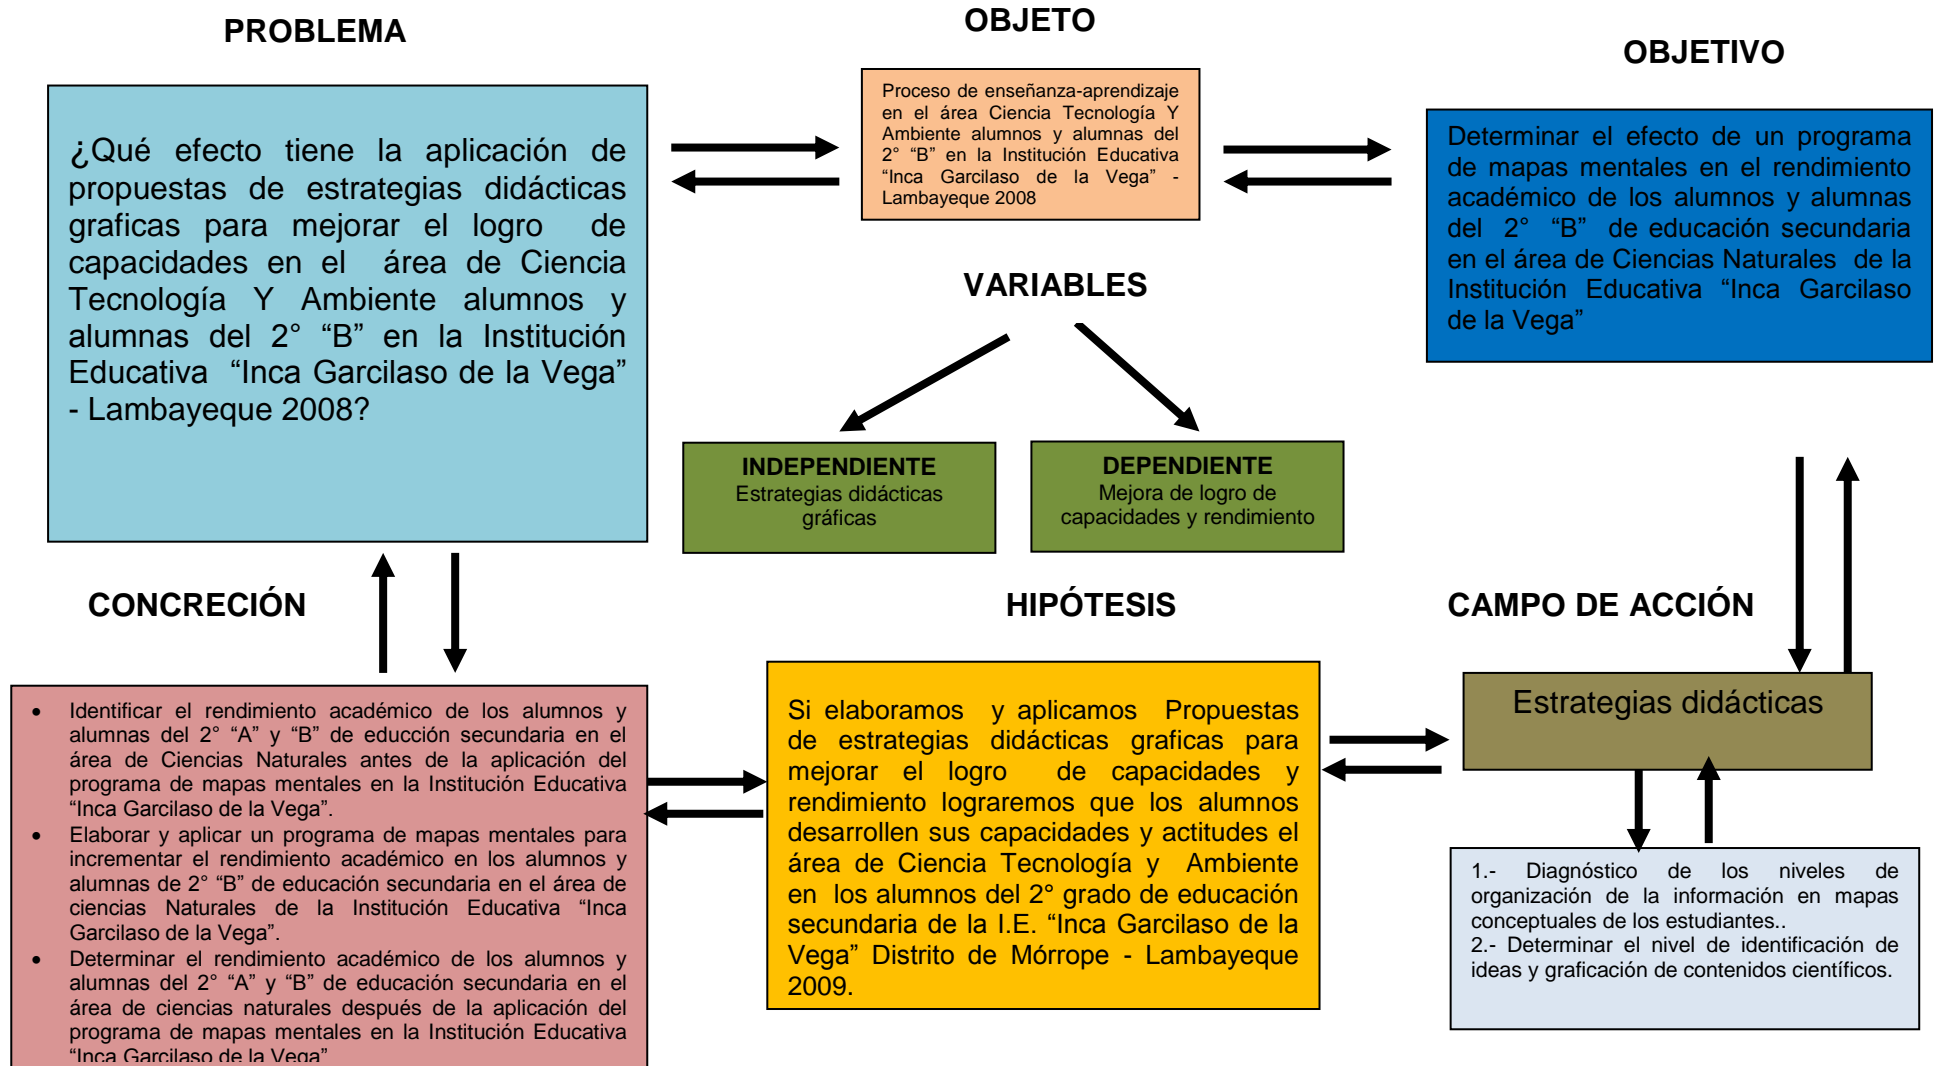 PROBLEMA
¿Qué efecto tiene la aplicación de
propuestas de estrategias didácticas
graficas para mejorar el logro de
capacidades en el área de Ciencia
Tecnología Y Ambiente alumnos y
alumnas del 2° “B” en la Institución
Educativa “Inca Garcilaso de la Vega”
- Lambayeque 2008?
OBJETO
Proceso de enseñanza-aprendizaje
en el área Ciencia Tecnología Y
Ambiente alumnos y alumnas del
2° “B” en la Institución Educativa
“Inca Garcilaso de la Vega” -
Lambayeque 2008
OBJETIVO
Determinar el efecto de un programa
de mapas mentales en el rendimiento
académico de los alumnos y alumnas
del 2° “B” de educación secundaria
en el área de Ciencias Naturales de la
Institución Educativa “Inca Garcilaso
de la Vega”
VARIABLES
INDEPENDIENTE
Estrategias didácticas
gráficas
DEPENDIENTE
Mejora de logro de
capacidades y rendimiento
CONCRECIÓN
• Identificar el rendimiento académico de los alumnos y
alumnas del 2° “A” y “B” de educción secundaria en el
área de Ciencias Naturales antes de la aplicación del
programa de mapas mentales en la Institución Educativa
“Inca Garcilaso de la Vega”.
• Elaborar y aplicar un programa de mapas mentales para
incrementar el rendimiento académico en los alumnos y
alumnas de 2° “B” de educación secundaria en el área de
ciencias Naturales de la Institución Educativa “Inca
Garcilaso de la Vega”.
• Determinar el rendimiento académico de los alumnos y
alumnas del 2° “A” y “B” de educación secundaria en el
área de ciencias naturales después de la aplicación del
programa de mapas mentales en la Institución Educativa
“Inca Garcilaso de la Vega”
HIPÓTESIS
Si elaboramos y aplicamos Propuestas
de estrategias didácticas graficas para
mejorar el logro de capacidades y
rendimiento lograremos que los alumnos
desarrollen sus capacidades y actitudes el
área de Ciencia Tecnología y Ambiente
en los alumnos del 2° grado de educación
secundaria de la I.E. “Inca Garcilaso de la
Vega” Distrito de Mórrope - Lambayeque
2009.
CAMPO DE ACCIÓN
Estrategias didácticas
1.- Diagnóstico de los niveles de
organización de la información en mapas
conceptuales de los estudiantes..
2.- Determinar el nivel de identificación de
ideas y graficación de contenidos científicos.